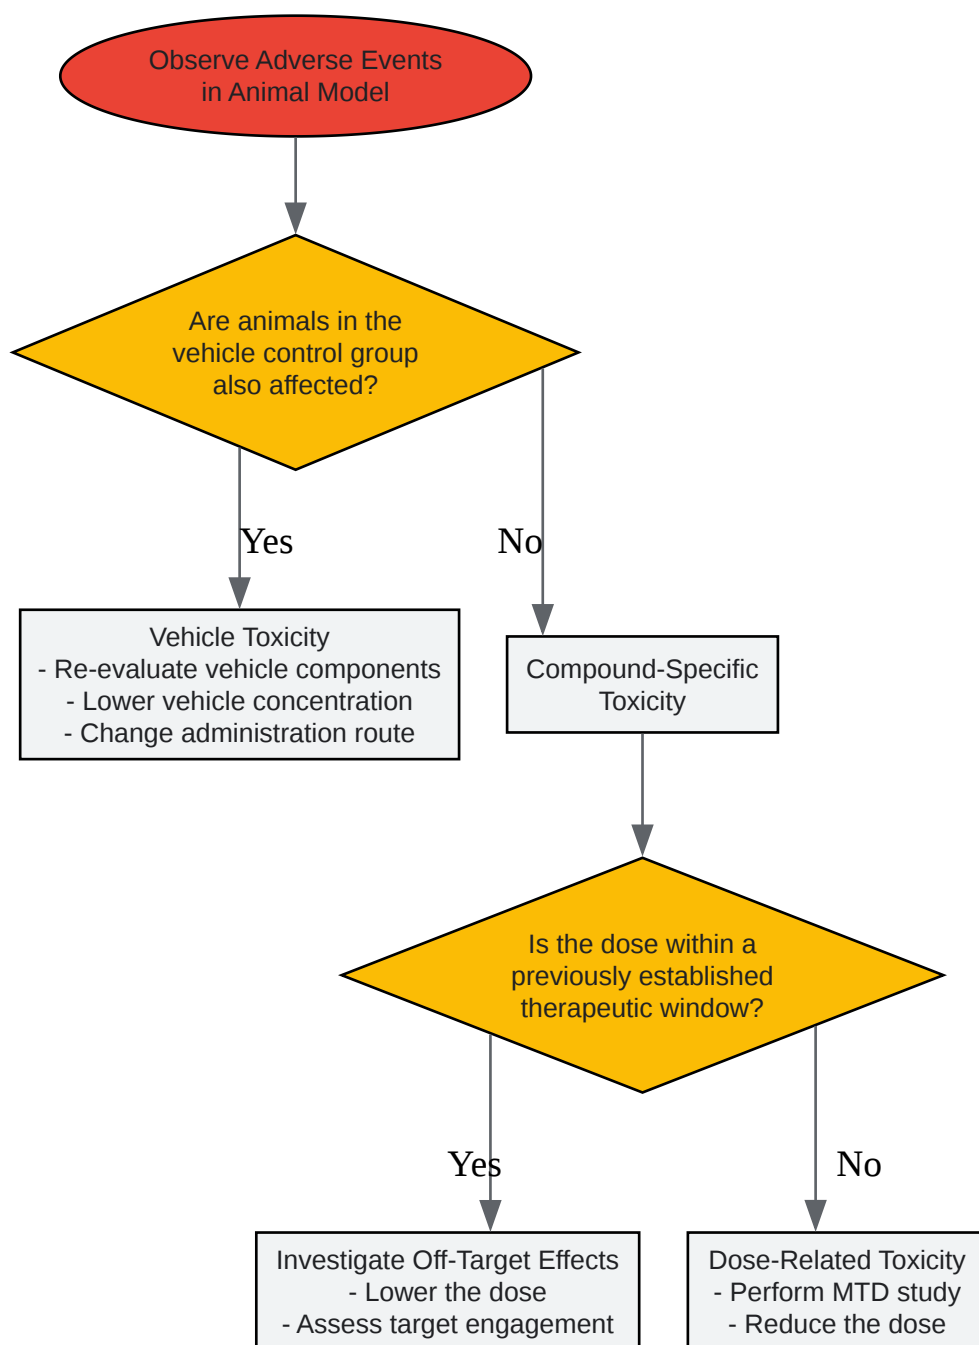 Observe Adverse Events
in Animal Model
Are animals in the
vehicle control group
also affected?
Yes
No
Vehicle Toxicity
- Re-evaluate vehicle components
- Lower vehicle concentration
- Change administration route
Compound-Specific
Toxicity
Is the dose within a
previously established
therapeutic window?
Yes
No
Investigate Off-Target Effects
- Lower the dose
- Assess target engagement
Dose-Related Toxicity
- Perform MTD study
- Reduce the dose